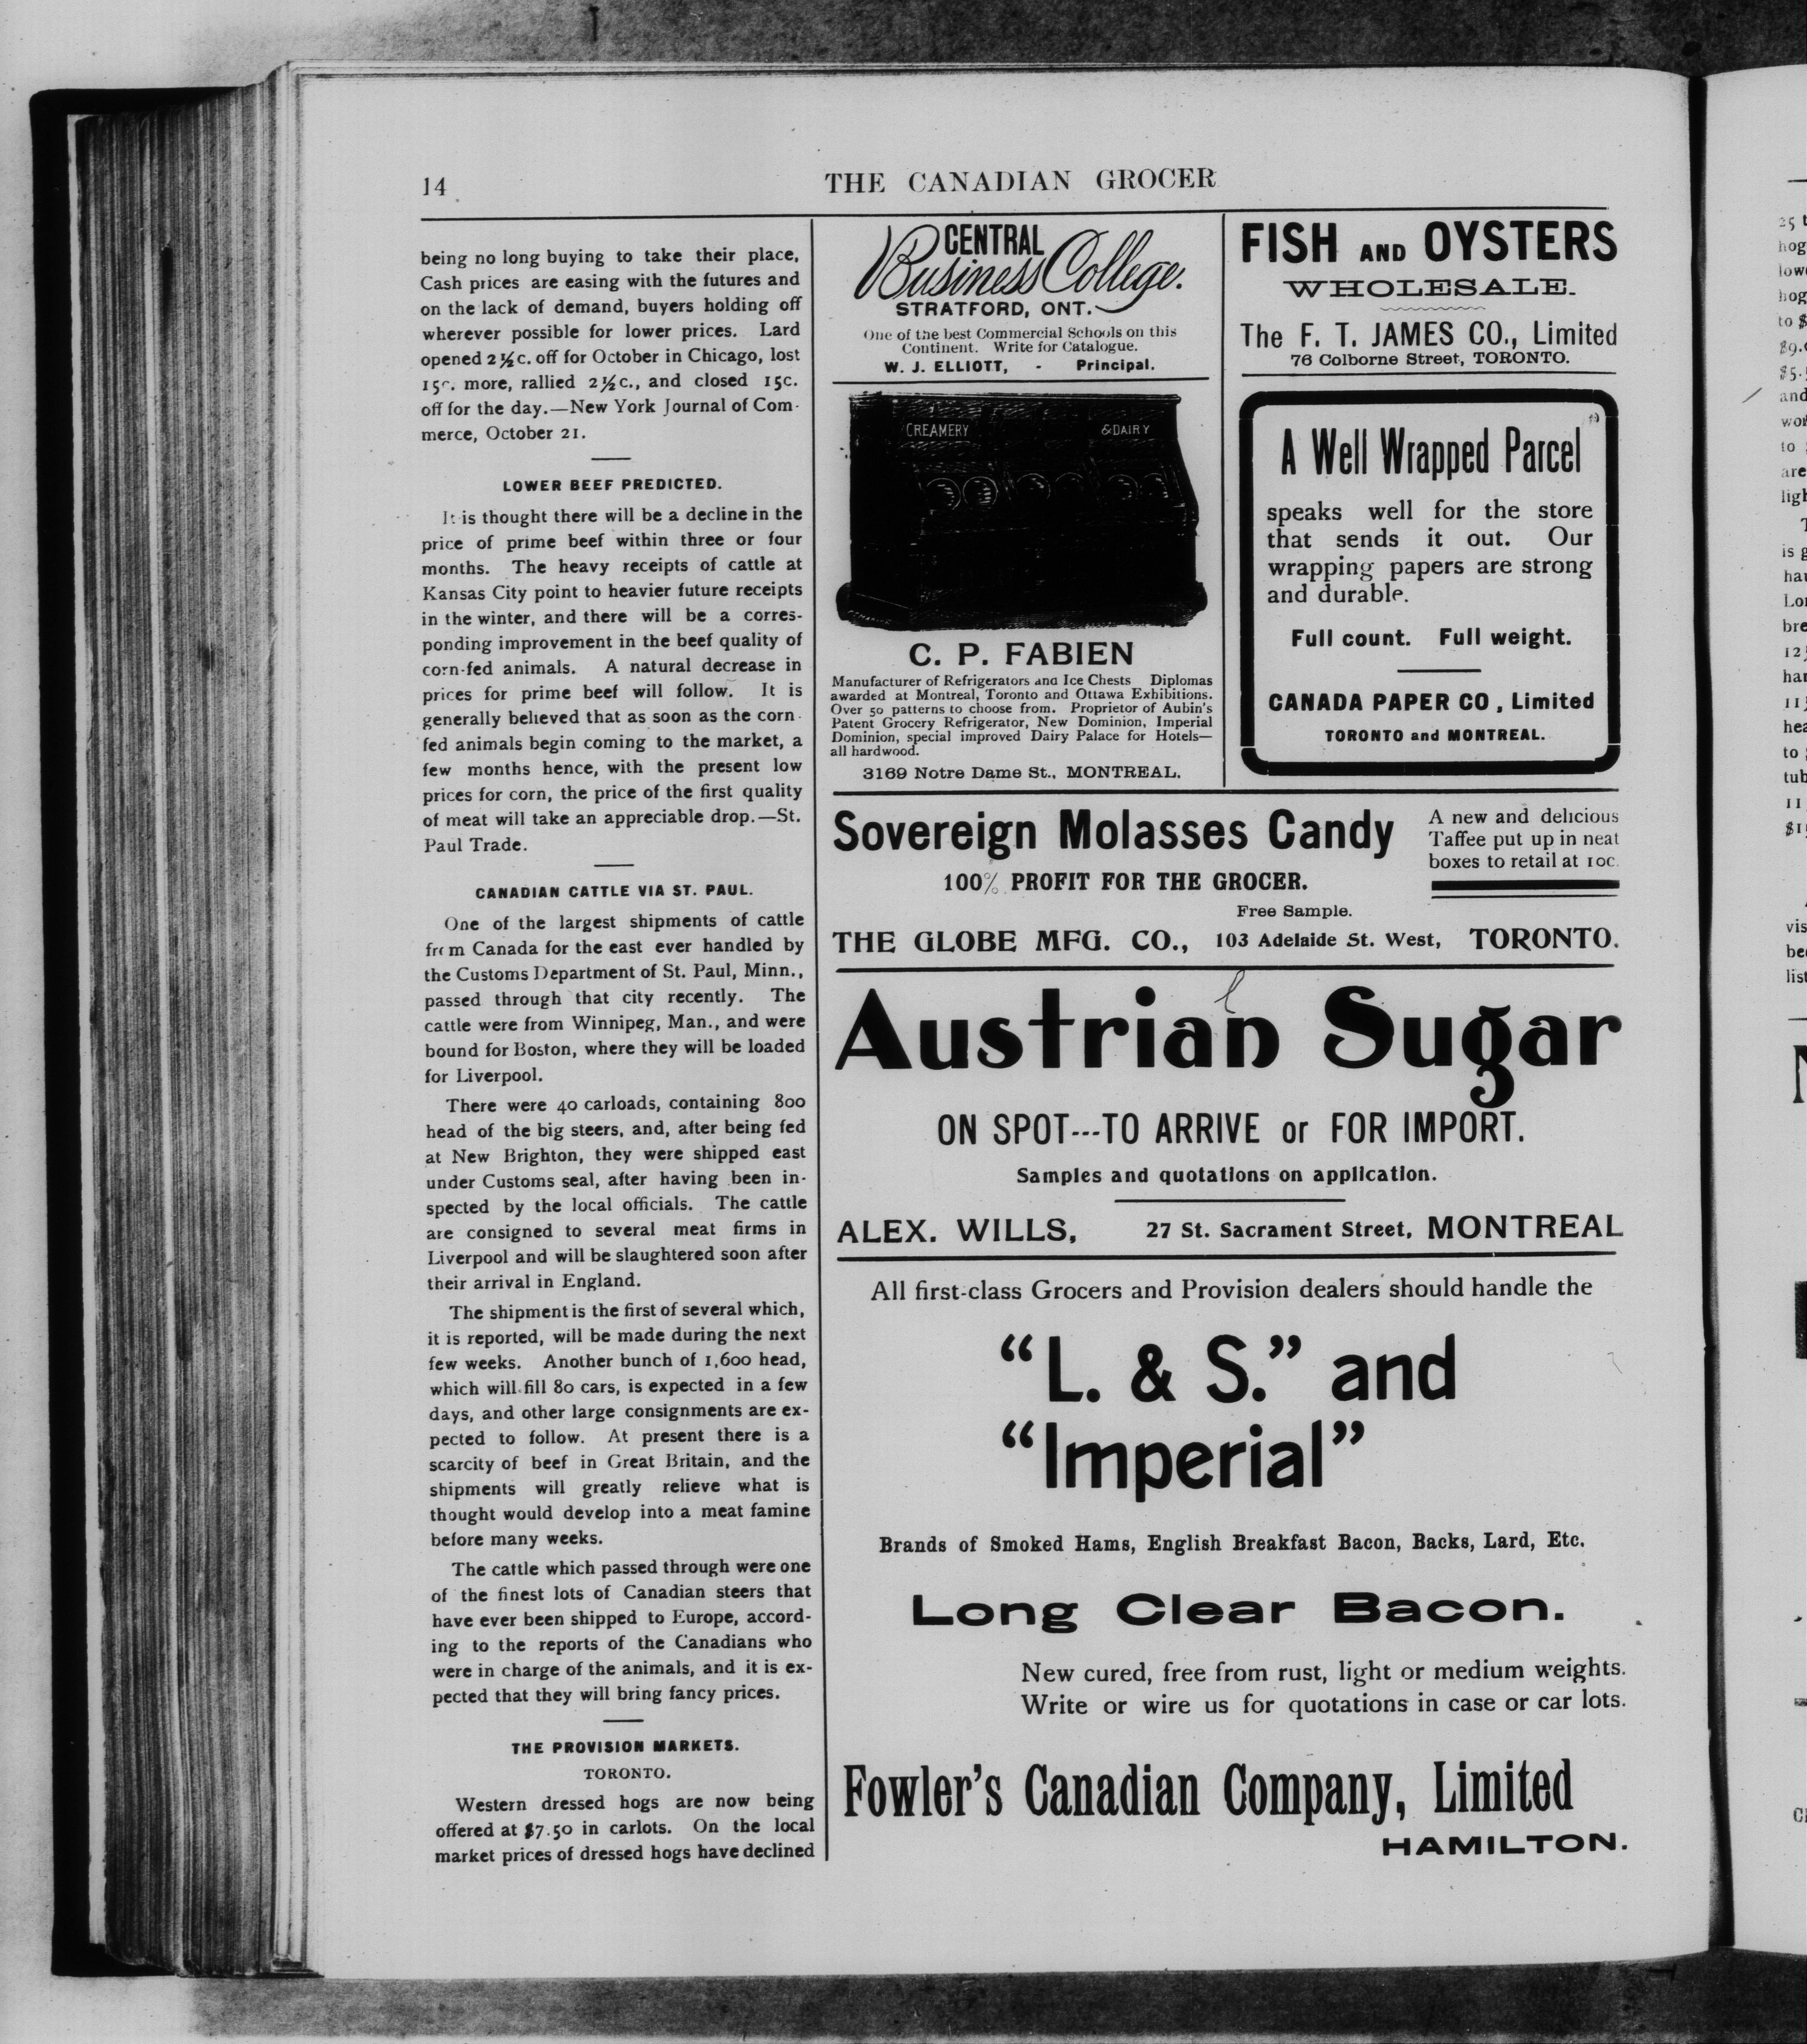 14
THE CANADIAN GROCER
being no long buying to take their place,
Cash prices are easing with the futures and
on the lack of demand, buyers holding off
wherever possible for lower prices. Lard
opened 2½c. off for October in Chicago, lost
15c. more, rallied 2½c., and closed 15c.
off for the day.—New York Journal of Com-
merce, October 21.
LOWER BEEF PREDICTED.
It is thought there will be a decline in the
price of prime beef within three or four
months. The heavy receipts of cattle at
Kansas City point to heavier future receipts
in the winter, and there will be a corres-
ponding improvement in the beef quality of
corn-fed animals. A natural decrease in
prices for prime beef will follow. It is
generally believed that as soon as the corn-
fed animals begin coming to the market, a
few months hence, with the present low
prices for corn, the price of the first quality
of meat will take an appreciable drop.—St.
Paul Trade.
CANADIAN CATTLE VIA ST. PAUL.
One of the largest shipments of cattle
from Canada for the east ever handled by
the Customs Department of St. Paul, Minn.,
passed through that city recently. The
cattle were from Winnipeg, Man., and were
bound for Boston, where they will be loaded
for Liverpool.
There were 40 carloads, containing 800
head of the big steers, and, after being fed
at New Brighton, they were shipped east
under Customs seal, after having been in-
spected by the local officials. The cattle
are consigned to several meat firms in
Liverpool and will be slaughtered soon after
their arrival in England.
The shipment is the first of several which,
it is reported, will be made during the next
few weeks. Another bunch of 1,600 head,
which will fill 80 cars, is expected in a few
days, and other large consignments are ex-
pected to follow. At present there is a
scarcity of beef in Great Britain, and the
shipments will greatly relieve what is
thought would develop into a meat famine
before many weeks.
The cattle which passed through were one
of the finest lots of Canadian steers that
have ever been shipped to Europe, accord-
ing to the reports of the Canadians who
were in charge of the animals, and it is ex-
pected that they will bring fancy prices.
THE PROVISION MARKETS.
TORONTO.
Western dressed hogs are now being
offered at $7.50 in carlots. On the local
market prices of dressed hogs have declined
CENTRAL
Business College.
STRATFORD, ONT.
One of the best Commercial Schools on this
Continent. Write for Catalogue.
W. J. ELLIOTT, - Principal.
CREAMERY & DAIRY
C. P. FABIEN
Manufacturer of Refrigerators and Ice Chests Diplomas
awarded at Montreal, Toronto and Ottawa Exhibitions.
Over 50 patterns to choose from. Proprietor of Aubin's
Patent Grocery Refrigerator, New Dominion, Imperial
Dominion, special improved Dairy Palace for Hotels—
all hardwood.
3169 Notre Dame St., MONTREAL.
FISH AND OYSTERS
WHOLESALE.
The F. T. JAMES CO., Limited
76 Colborne Street, TORONTO.
A Well Wrapped Parcel
speaks well for the store
that sends it out. Our
wrapping papers are strong
and durable.
Full count. Full weight.
CANADA PAPER CO, Limited
TORONTO and MONTREAL.
Sovereign Molasses Candy
100% PROFIT FOR THE GROCER.
A new and delicious
Taffee put up in neat
boxes to retail at 10c.
Free Sample.
THE GLOBE MFG. CO., 103 Adelaide St. West, TORONTO.
Austrian Sugar
ON SPOT---TO ARRIVE or FOR IMPORT.
Samples and quotations on application.
ALEX. WILLS, 27 St. Sacrament Street, MONTREAL
All first-class Grocers and Provision dealers should handle the
“L. & S.” and
“Imperial”
Brands of Smoked Hams, English Breakfast Bacon, Backs, Lard, Etc.
Long Clear Bacon.
New cured, free from rust, light or medium weights.
Write or wire us for quotations in case or car lots.
Fowler's Canadian Company, Limited
HAMILTON.